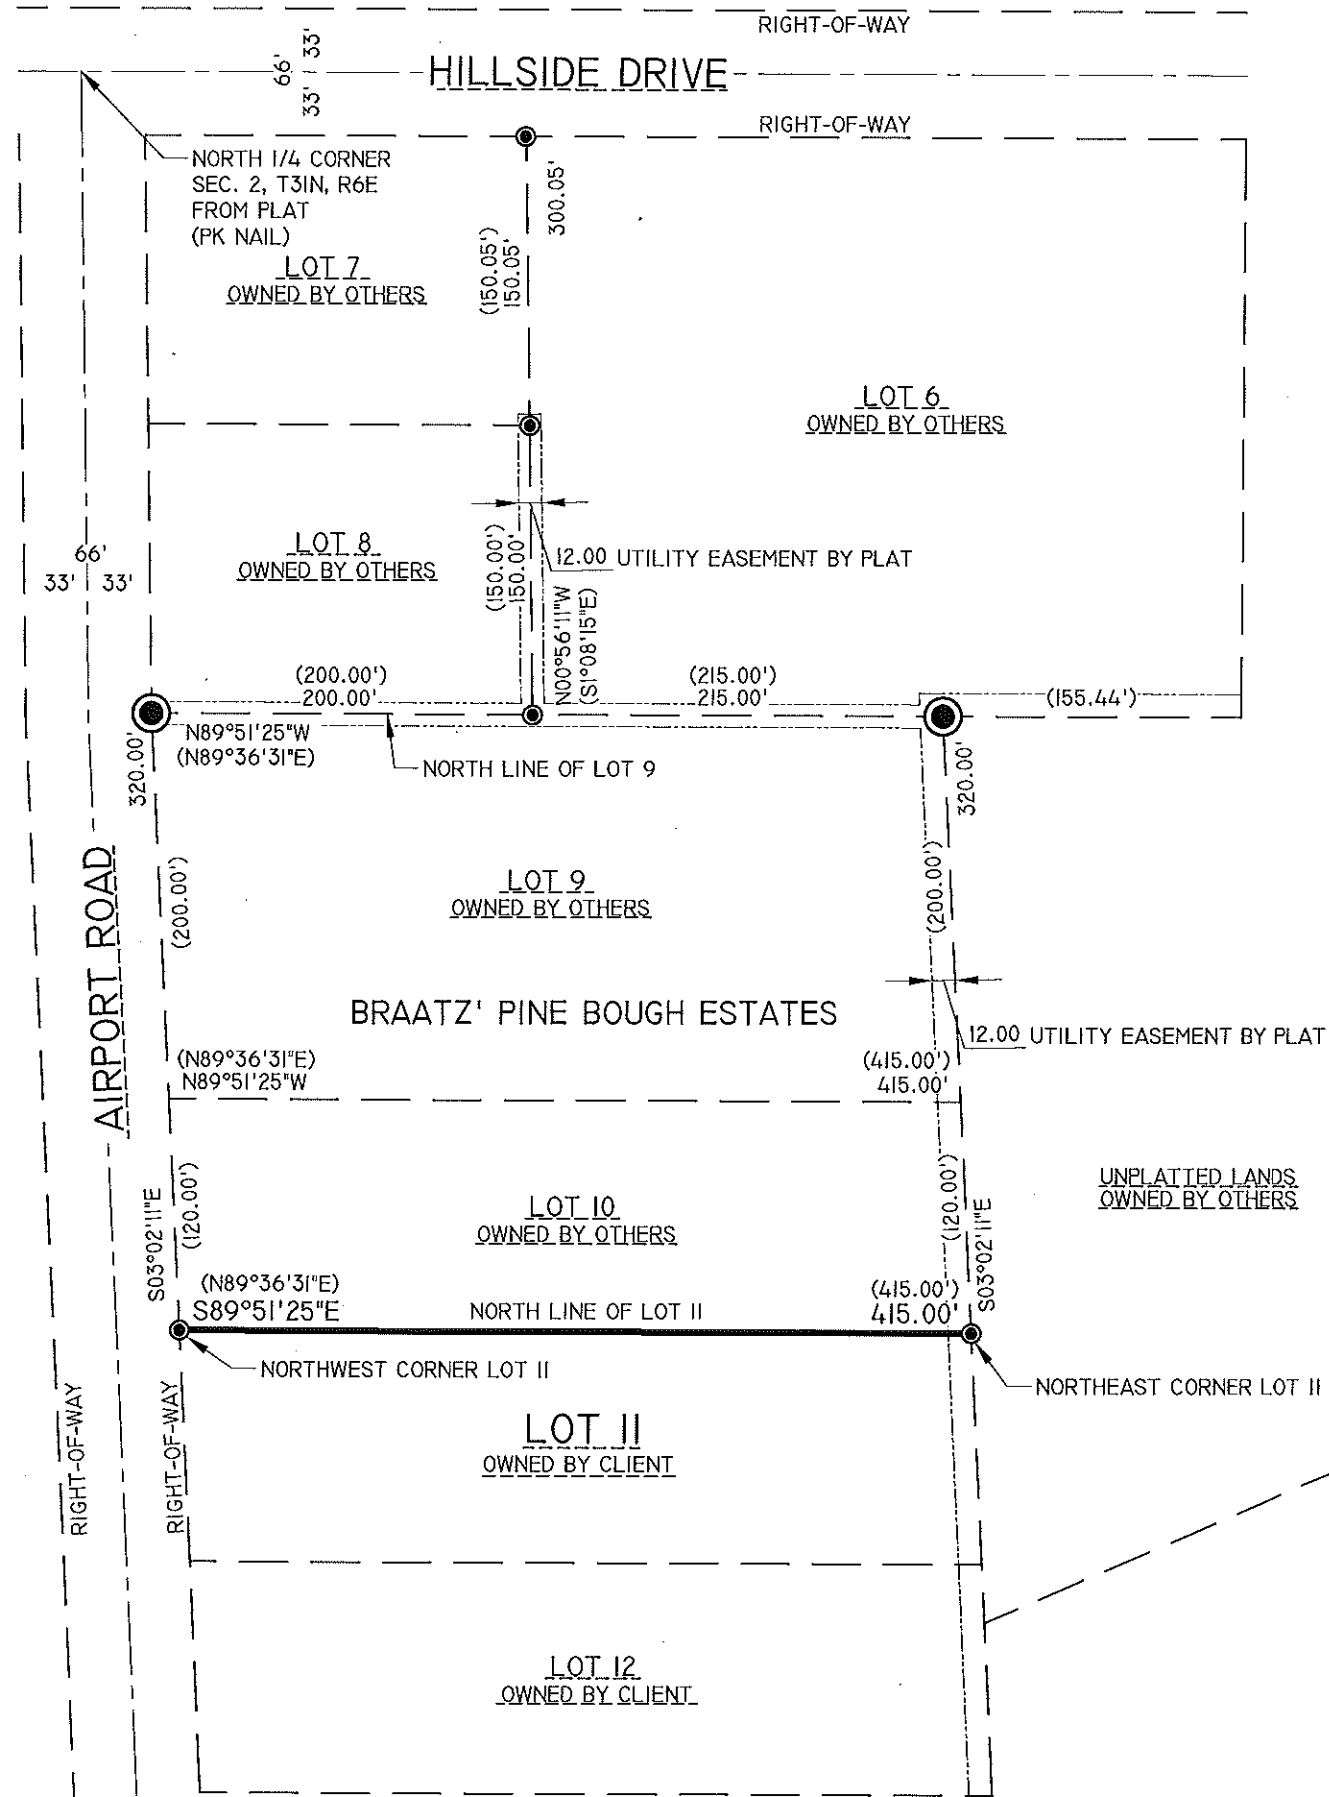 RIGHT-OF-WAY
66'
33'
33'
HILLSIDE DRIVE
RIGHT-OF-WAY
NORTH 1/4 CORNER
SEC. 2, T31N, R6E
FROM PLAT
(PK NAIL)
300.05'
(150.05')
150.05'
LOT 7
OWNED BY OTHERS
LOT 6
OWNED BY OTHERS
66'
33'
33'
LOT 8
OWNED BY OTHERS
(150.00')
150.00'
12.00 UTILITY EASEMENT BY PLAT
N00°56'11"W
(S1°08'15"E)
(200.00')
200.00'
(215.00')
215.00'
(155.44')
N89°51'25"W
(N89°36'31"E)
NORTH LINE OF LOT 9
320.00'
320.00'
(200.00')
(200.00')
AIRPORT ROAD
LOT 9
OWNED BY OTHERS
BRAATZ' PINE BOUGH ESTATES
12.00 UTILITY EASEMENT BY PLAT
(N89°36'31"E)
N89°51'25"W
(415.00')
415.00'
S03°02'11"E
(120.00')
LOT 10
OWNED BY OTHERS
(120.00')
S03°02'11"E
UNPLATTED LANDS
OWNED BY OTHERS
(N89°36'31"E)
S89°51'25"E
NORTH LINE OF LOT 11
(415.00')
415.00'
NORTHWEST CORNER LOT 11
NORTHEAST CORNER LOT 11
RIGHT-OF-WAY
RIGHT-OF-WAY
LOT 11
OWNED BY CLIENT
LOT 12
OWNED BY CLIENT